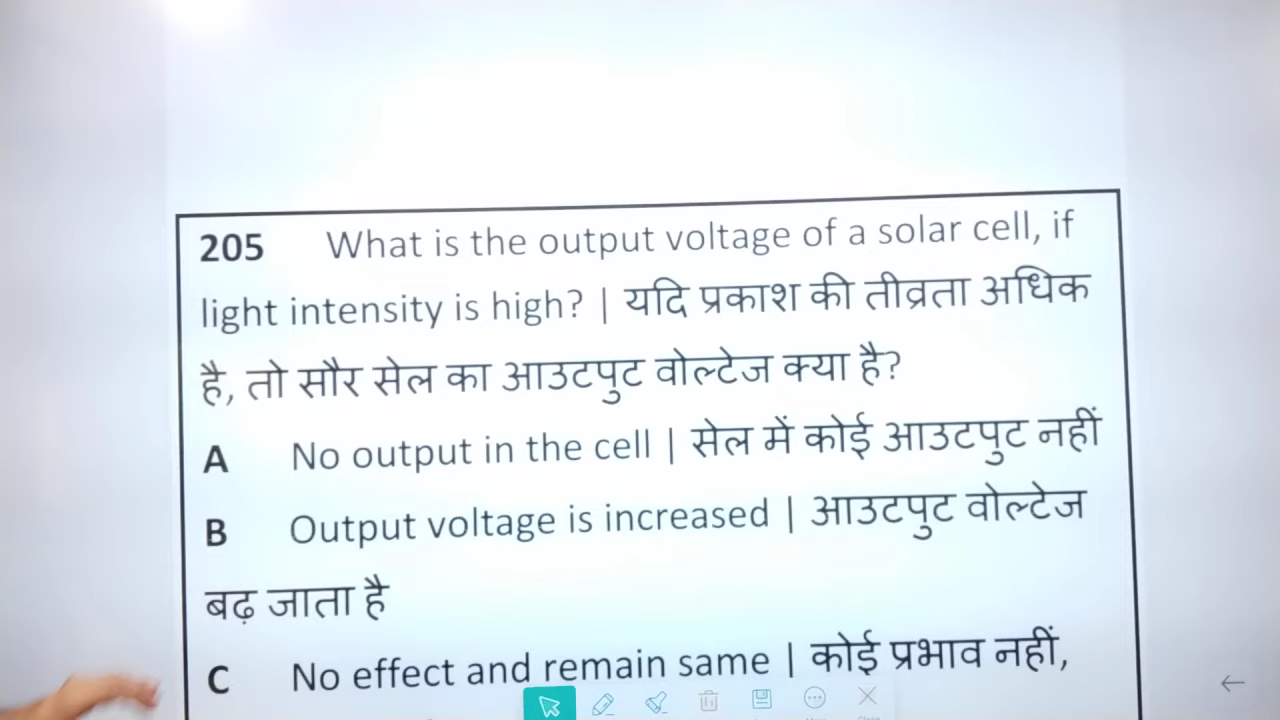 205 What is the output voltage of a solar cell, if
light intensity is high? | यदि प्रकाश की तीव्रता अधिक
है, तो सौर सेल का आउटपुट वोल्टेज क्या है?
A No output in the cell | सेल में कोई आउटपुट नहीं
B Output voltage is increased | आउटपुट वोल्टेज
बढ़ जाता है
C No effect and remain same | कोई प्रभाव नहीं,